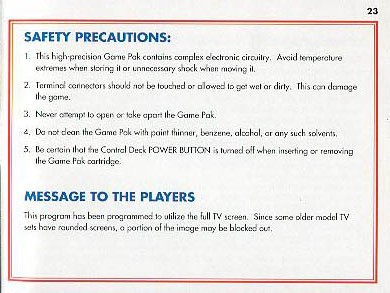 23
SAFETY PRECAUTIONS:
1. This high-precision Game Pak contains complex electronic circuitry. Avoid temperature
extremes when storing it or unnecessary shock when moving it.
2. Terminal connectors should not be touched or allowed to get wet or dirty. This can damage
the game.
3. Never attempt to open or take apart the Game Pak.
4. Do not clean the Game Pak with paint thinner, benzene, alcohol, or any such solvents.
5. Be certain that the Control Deck POWER BUTTON is turned off when inserting or removing
the Game Pak cartridge.
MESSAGE TO THE PLAYERS
This program has been programmed to utilize the full TV screen. Since some older model TV
sets have rounded screens, a portion of the image may be blocked out.